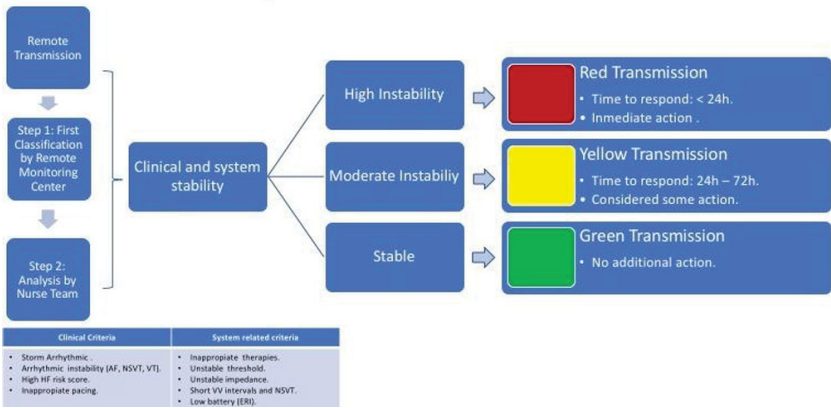 Remote
Transmission
Step 1: First
Classification
by Remote
Monitoring
Center
Step 2:
Analysis by
Nurse Team
Clinical and system
stability
High Instability
Moderate Instabiliy
Stable
Red Transmission
• Time to respond: < 24h.
• Inmediate action .
Yellow Transmission
• Time to respond: 24h – 72h.
• Considered some action.
Green Transmission
• No additional action.
Clinical Criteria
• Storm Arrhythmic .
• Arrhythmic instability (AF, NSVT, VT).
• High HF risk score.
• Inappropiate pacing.
System related criteria
• Inappropiate therapies.
• Unstable threshold.
• Unstable impedance.
• Short VV intervals and NSVT.
• Low battery (ERI).